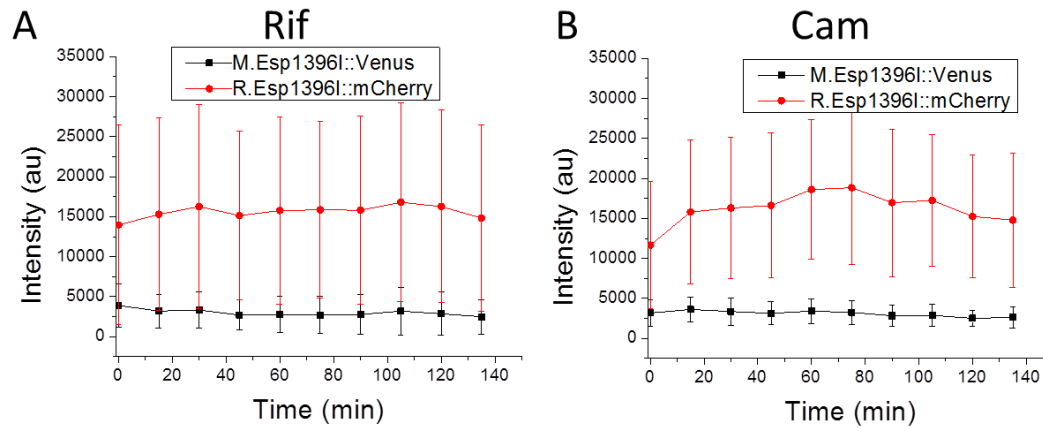 A
Rif
M.Esp1396I::Venus
R.Esp1396I::mCherry
35000
30000
25000
20000
15000
10000
5000
0
Intensity (au)
0 20 40 60 80 100 120 140
Time (min)
B
Cam
M.Esp1396I::Venus
R.Esp1396I::mCherry
35000
30000
25000
20000
15000
10000
5000
0
Intensity (au)
0 20 40 60 80 100 120 140
Time (min)